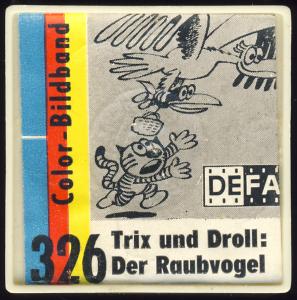 Color-Bildband
DEFA
326
Trix und Droll:
Der Raubvogel